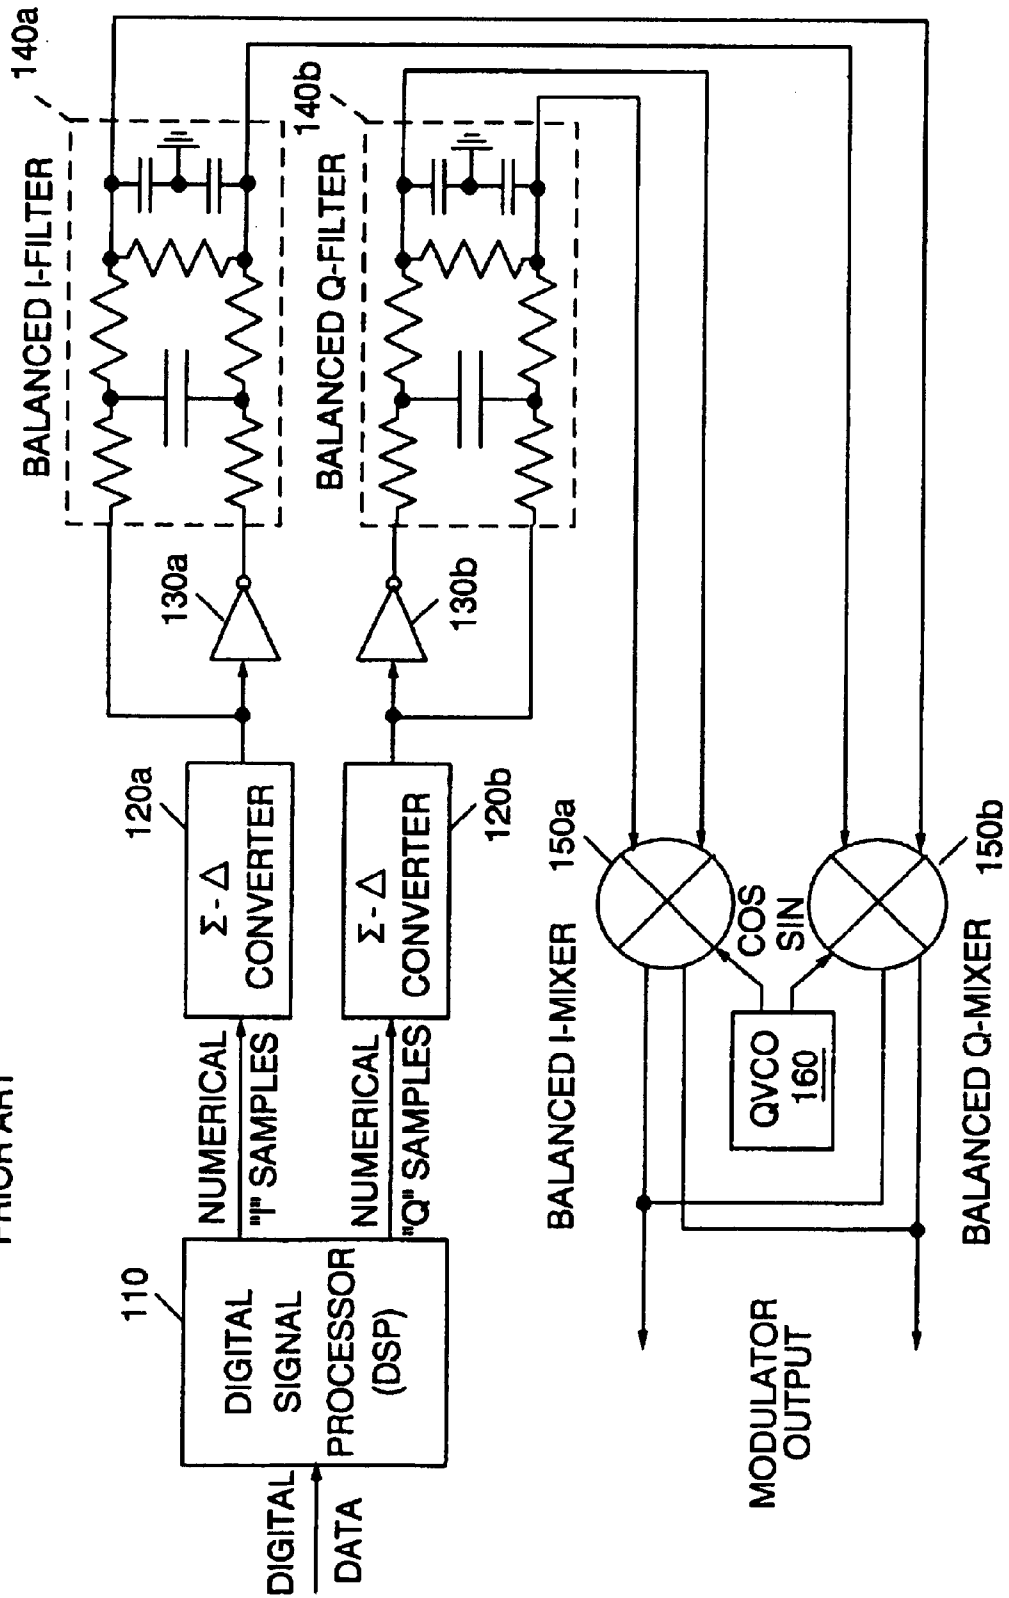 PRIOR ART
DIGITAL
DATA
110
DIGITAL
SIGNAL
PROCESSOR
(DSP)
NUMERICAL
"I" SAMPLES
NUMERICAL
"Q" SAMPLES
120a
Σ-Δ
CONVERTER
Σ-Δ
CONVERTER
120b
130a
130b
BALANCED I-FILTER
140a
BALANCED Q-FILTER
140b
BALANCED I-MIXER
150a
COS
SIN
QVCO
160
150b
BALANCED Q-MIXER
MODULATOR
OUTPUT